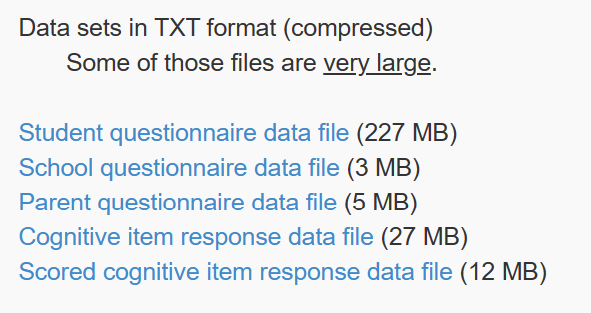 Data sets in TXT format (compressed)
Some of those files are very large.
Student questionnaire data file (227 MB)
School questionnaire data file (3 MB)
Parent questionnaire data file (5 MB)
Cognitive item response data file (27 MB)
Scored cognitive item response data file (12 MB)